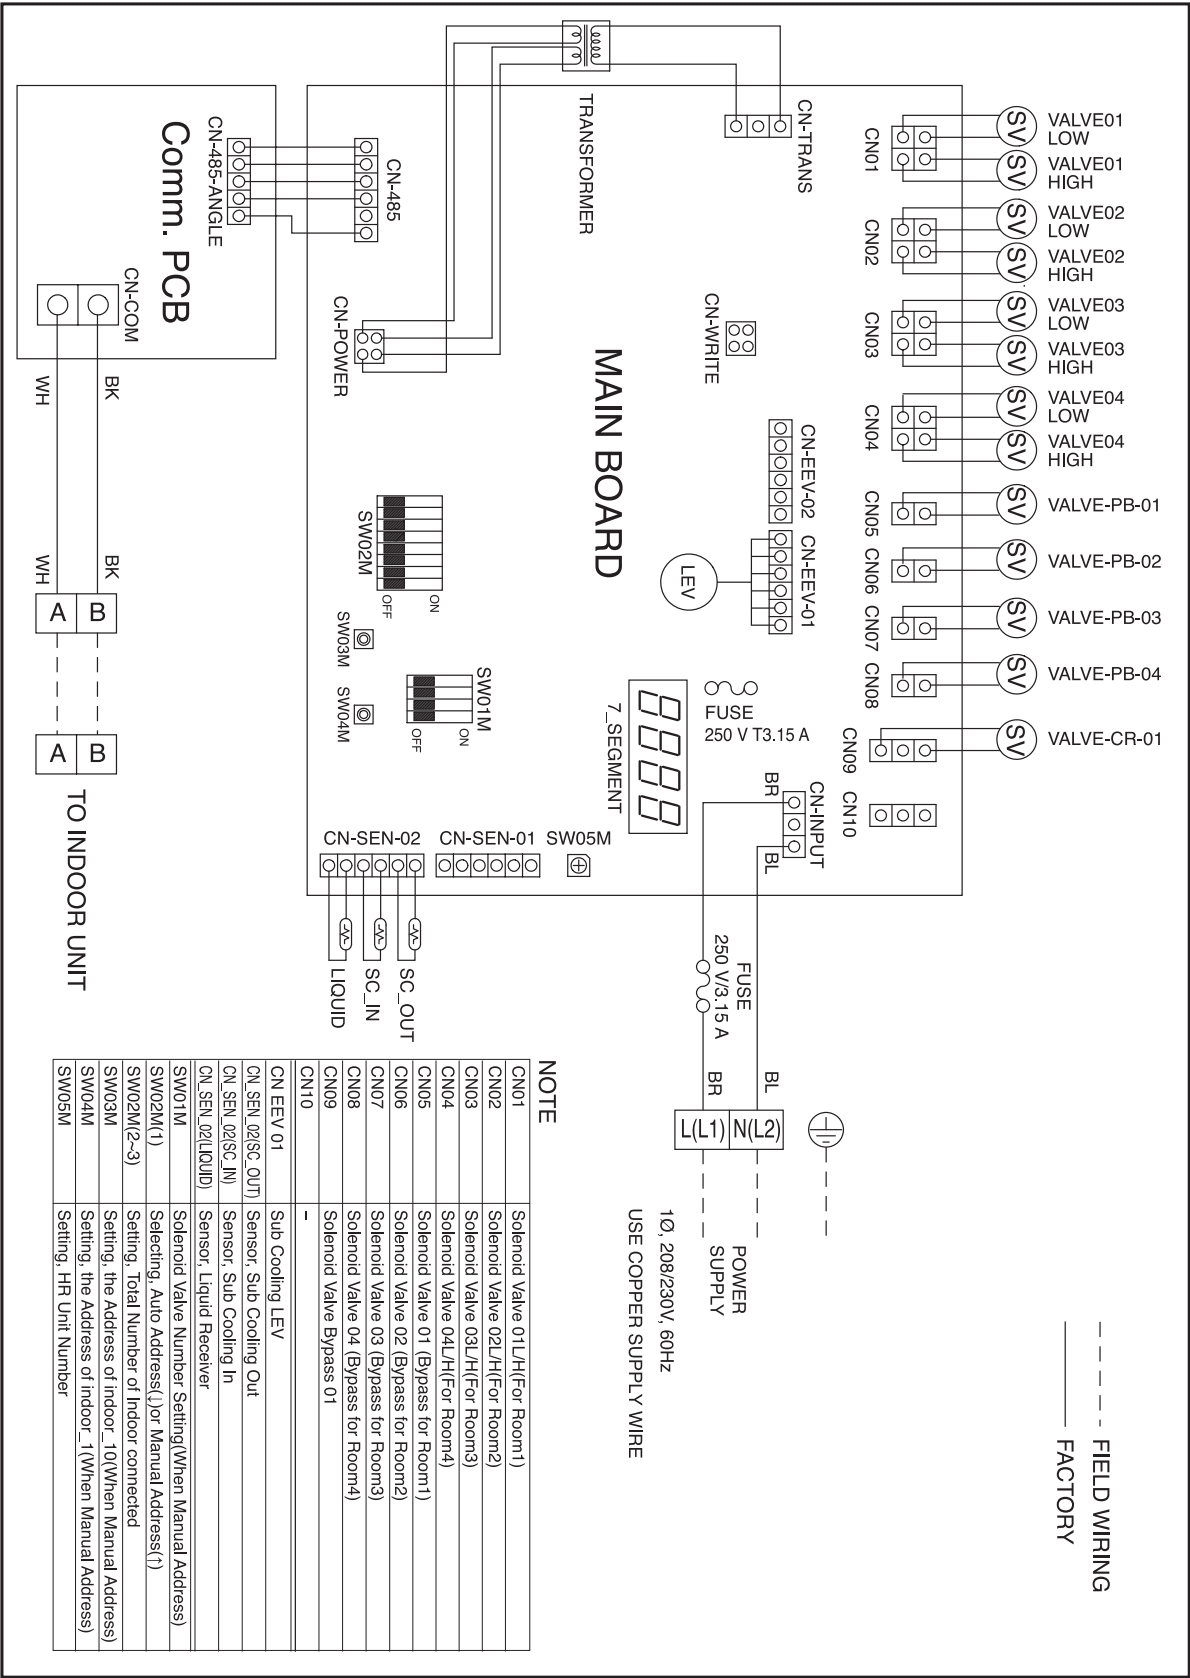 VALVE01
LOW
VALVE01
HIGH
VALVE02
LOW
VALVE02
HIGH
VALVE03
LOW
VALVE03
HIGH
VALVE04
LOW
VALVE04
HIGH
VALVE-PB-01
VALVE-PB-02
VALVE-PB-03
VALVE-PB-04
VALVE-CR-01
SV
SV
SV
SV
SV
SV
SV
SV
SV
SV
SV
SV
SV
CN01
CN02
CN03
CN04
CN05
CN06
CN07
CN08
CN09
CN10
CN-TRANS
TRANSFORMER
CN-WRITE
CN-EEV-02
CN-EEV-01
LEV
MAIN BOARD
FUSE
250 V T3.15 A
7_SEGMENT
CN-INPUT
BR
BL
CN-485
CN-485-ANGLE
Comm. PCB
CN-COM
CN-POWER
SW02M
OFF
ON
SW03M
SW04M
SW01M
OFF
ON
CN-SEN-02
CN-SEN-01
SW05M
SC_OUT
SC_IN
LIQUID
BK
WH
BK
WH
A
B
A
B
TO INDOOR UNIT
FUSE
250 V/3.15 A
BL
BR
L(L1)
N(L2)
POWER
SUPPLY
1Ø, 208/230V, 60Hz
USE COPPER SUPPLY WIRE
FIELD WIRING
FACTORY
NOTE
CN01 Solenoid Valve 01L/H(For Room1)
CN02 Solenoid Valve 02L/H(For Room2)
CN03 Solenoid Valve 03L/H(For Room3)
CN04 Solenoid Valve 04L/H(For Room4)
CN05 Solenoid Valve 01 (Bypass for Room1)
CN06 Solenoid Valve 02 (Bypass for Room2)
CN07 Solenoid Valve 03 (Bypass for Room3)
CN08 Solenoid Valve 04 (Bypass for Room4)
CN09 Solenoid Valve Bypass 01
CN10 –
CN EEV 01 Sub Cooling LEV
CN_SEN_02(SC_OUT) Sensor, Sub Cooling Out
CN_SEN_02(SC_IN) Sensor, Sub Cooling In
CN_SEN_02(LIQUID) Sensor, Liquid Receiver
SW01M Solenoid Valve Number Setting(When Manual Address)
SW02M(1) Selecting, Auto Address(↓)or Manual Address(↑)
SW02M(2~3) Setting, Total Number of Indoor connected
SW03M Setting, the Address of indoor_10(When Manual Address)
SW04M Setting, the Address of indoor_1(When Manual Address)
SW05M Setting, HR Unit Number